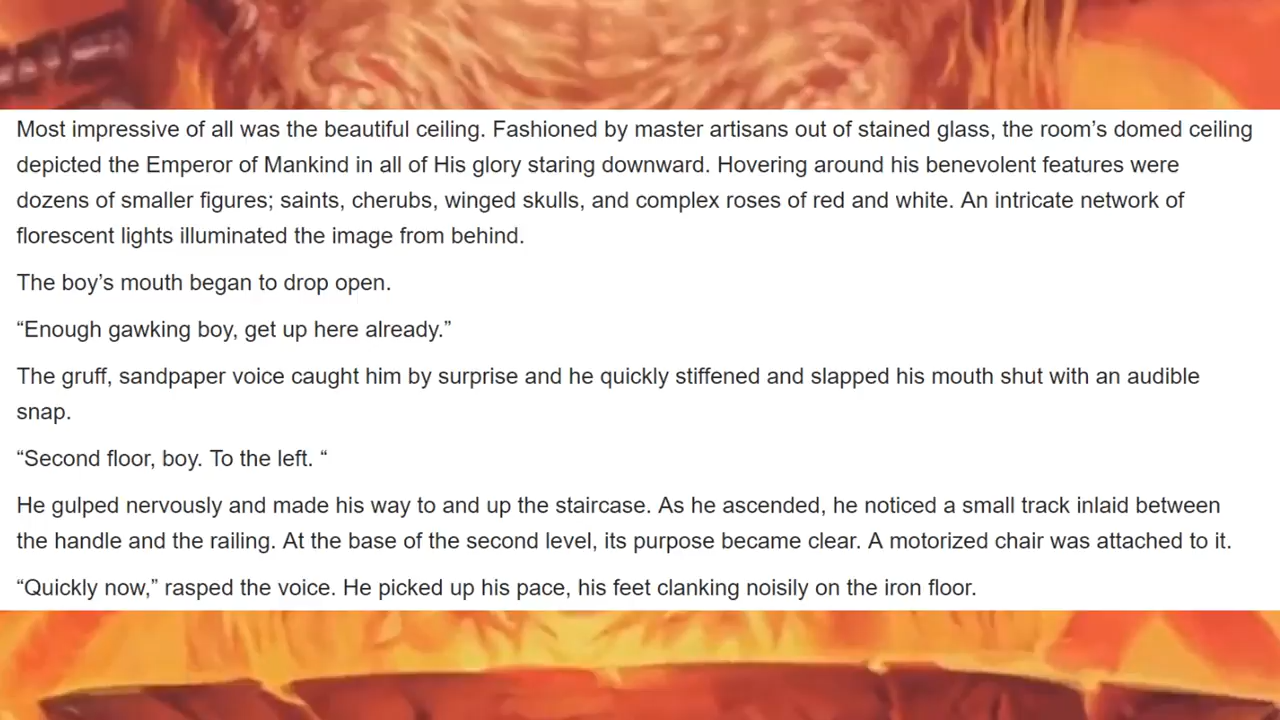 Most impressive of all was the beautiful ceiling. Fashioned by master artisans out of stained glass, the room’s domed ceiling
depicted the Emperor of Mankind in all of His glory staring downward. Hovering around his benevolent features were
dozens of smaller figures; saints, cherubs, winged skulls, and complex roses of red and white. An intricate network of
florescent lights illuminated the image from behind.
The boy’s mouth began to drop open.
“Enough gawking boy, get up here already.”
The gruff, sandpaper voice caught him by surprise and he quickly stiffened and slapped his mouth shut with an audible
snap.
“Second floor, boy. To the left. “
He gulped nervously and made his way to and up the staircase. As he ascended, he noticed a small track inlaid between
the handle and the railing. At the base of the second level, its purpose became clear. A motorized chair was attached to it.
“Quickly now,” rasped the voice. He picked up his pace, his feet clanking noisily on the iron floor.